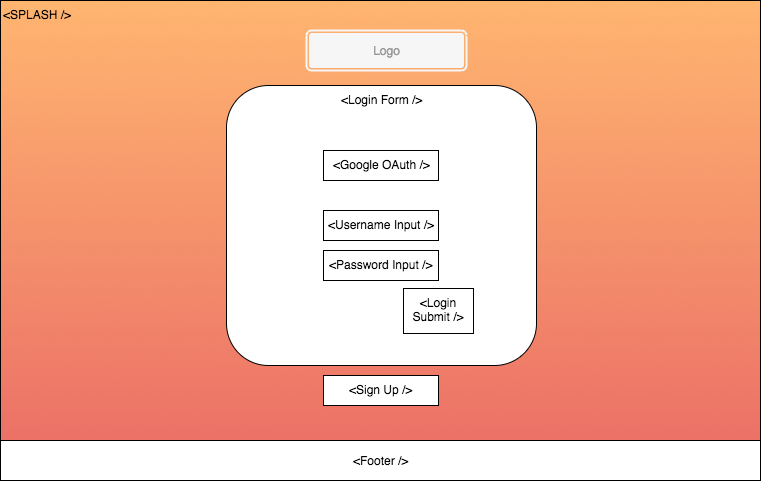 <SPLASH />
Logo
<Login Form />
<Google OAuth />
<Username Input />
<Password Input />
<Login
Submit />
<Sign Up />
<Footer />